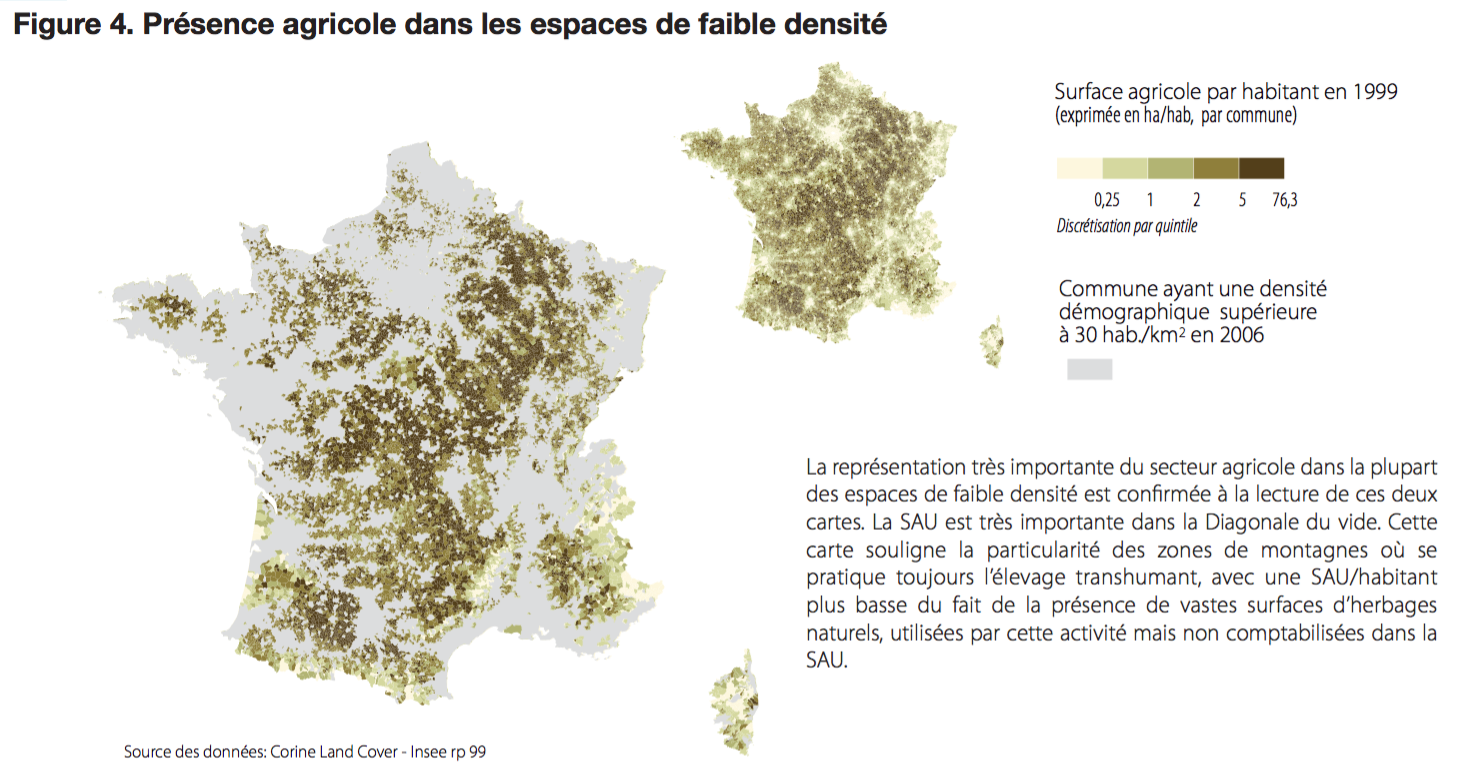 Figure 4. Présence agricole dans les espaces de faible densité
Surface agricole par habitant en 1999
(exprimée en ha/hab, par commune)
0,25 1 2 5 76,3
Discrétisation par quintile
Commune ayant une densité
démographique supérieure
à 30 hab./km² en 2006
La représentation très importante du secteur agricole dans la plupart
des espaces de faible densité est confirmée à la lecture de ces deux
cartes. La SAU est très importante dans la Diagonale du vide. Cette
carte souligne la particularité des zones de montagnes où se
pratique toujours l’élevage transhumant, avec une SAU/habitant
plus basse du fait de la présence de vastes surfaces d’herbages
naturels, utilisées par cette activité mais non comptabilisées dans la
SAU.
Source des données: Corine Land Cover - Insee rp 99